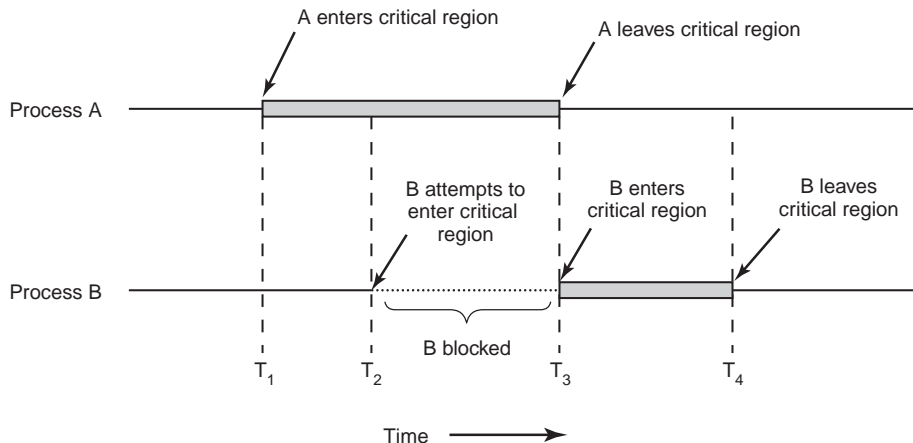 A enters critical region
A leaves critical region
Process A
B attempts to
enter critical
region
B enters
critical region
B leaves
critical region
Process B
B blocked
T1
T2
T3
T4
Time